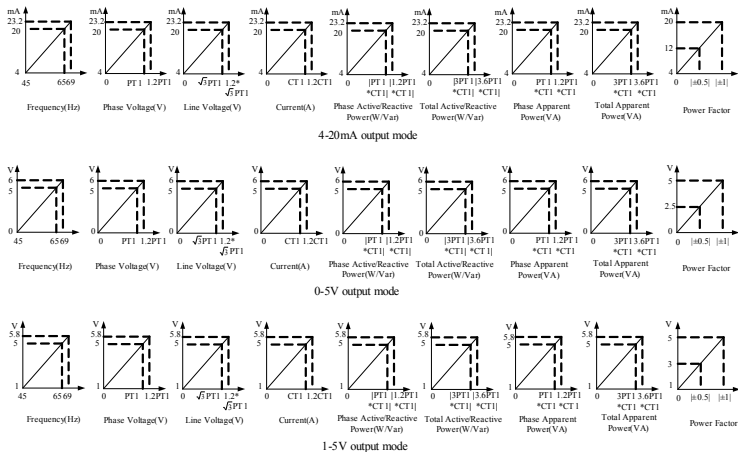 mA mA mA mA mA mA mA mA mA
23.2 23.2 23.2 23.2 23.2 23.2 23.2 23.2 20
20 20 20 20 20 20 20 20 12
4 4 4 4 4 4 4 4 4
45 6569 0 PT1 1.2PT1 0 √3PT1 1.2* 0 CT1 1.2CT1 0 |PT1 |1.2PT1 0 |3PT1 |3.6PT1 0 PT1 1.2PT1 0 3PT1 3.6PT1 0 |±0.5| |±1|
√3PT1 *CT1| *CT1| *CT1| *CT1| *CT1 *CT1 *CT1 *CT1
Frequency(Hz) Phase Voltage(V) Line Voltage(V) Current(A) Phase Active/Reactive Total Active/Reactive Phase Apparent Total Apparent Power Factor
Power(W/Var) Power(W/Var) Power(VA) Power(VA)
4-20mA output mode
V V V V V V V V V
6 6 6 6 6 6 6 6 5
5 5 5 5 5 5 5 5 2.5
0 0 0 0 0 0 0 0 0
45 6569 0 PT1 1.2PT1 0 √3PT1 1.2* 0 CT1 1.2CT1 0 |PT1 |1.2PT1 0 |3PT1 |3.6PT1 0 PT1 1.2PT1 0 3PT1 3.6PT1 0 |±0.5| |±1|
√3PT1 *CT1| *CT1| *CT1| *CT1| *CT1 *CT1 *CT1 *CT1
Frequency(Hz) Phase Voltage(V) Line Voltage(V) Current(A) Phase Active/Reactive Total Active/Reactive Phase Apparent Total Apparent Power Factor
Power(W/Var) Power(W/Var) Power(VA) Power(VA)
0-5V output mode
V V V V V V V V V
5.8 5.8 5.8 5.8 5.8 5.8 5.8 5.8 5
5 5 5 5 5 5 5 5 3
1 1 1 1 1 1 1 1 1
45 6569 0 PT1 1.2PT1 0 √3PT1 1.2* 0 CT1 1.2CT1 0 |PT1 |1.2PT1 0 |3PT1 |3.6PT1 0 PT1 1.2PT1 0 3PT1 3.6PT1 0 |±0.5| |±1|
√3PT1 *CT1| *CT1| *CT1| *CT1| *CT1 *CT1 *CT1 *CT1
Frequency(Hz) Phase Voltage(V) Line Voltage(V) Current(A) Phase Active/Reactive Total Active/Reactive Phase Apparent Total Apparent Power Factor
Power(W/Var) Power(W/Var) Power(VA) Power(VA)
1-5V output mode